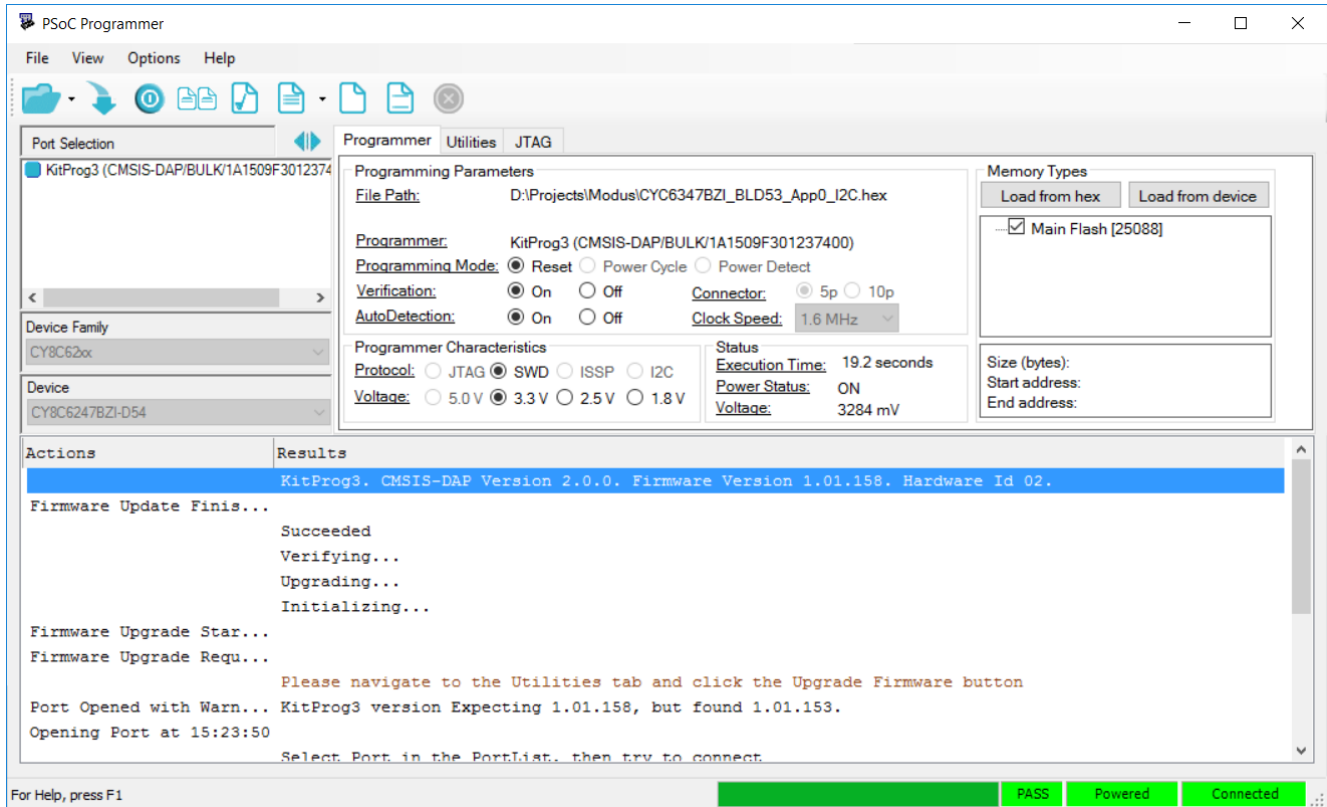 PSoC Programmer
File View Options Help
Port Selection
KitProg3 (CMSIS-DAP/BULK/1A1509F3012374
Device Family
CY8C62xx
Device
CY8C6247BZI-D54
Programmer Utilities JTAG
Programming Parameters
File Path: D:\Projects\Modus\CYC6347BZI_BLD53_App0_I2C.hex
Programmer: KitProg3 (CMSIS-DAP/BULK/1A1509F301237400)
Programming Mode: Reset Power Cycle Power Detect
Verification: On Off Connector: 5p 10p
AutoDetection: On Off Clock Speed: 1.6 MHz
Programmer Characteristics
Protocol: JTAG SWD ISSP I2C
Voltage: 5.0 V 3.3 V 2.5 V 1.8 V
Status
Execution Time: 19.2 seconds
Power Status: ON
Voltage: 3284 mV
Memory Types
Load from hex Load from device
Main Flash [25088]
Size (bytes):
Start address:
End address:
Actions Results
KitProg3. CMSIS-DAP Version 2.0.0. Firmware Version 1.01.158. Hardware Id 02.
Firmware Update Finis...
Succeeded
Verifying...
Upgrading...
Initializing...
Firmware Upgrade Star...
Firmware Upgrade Requ...
Please navigate to the Utilities tab and click the Upgrade Firmware button
Port Opened with Warn... KitProg3 version Expecting 1.01.158, but found 1.01.153.
Opening Port at 15:23:50
Select Port in the PortList, then try to connect
For Help, press F1 PASS Powered Connected